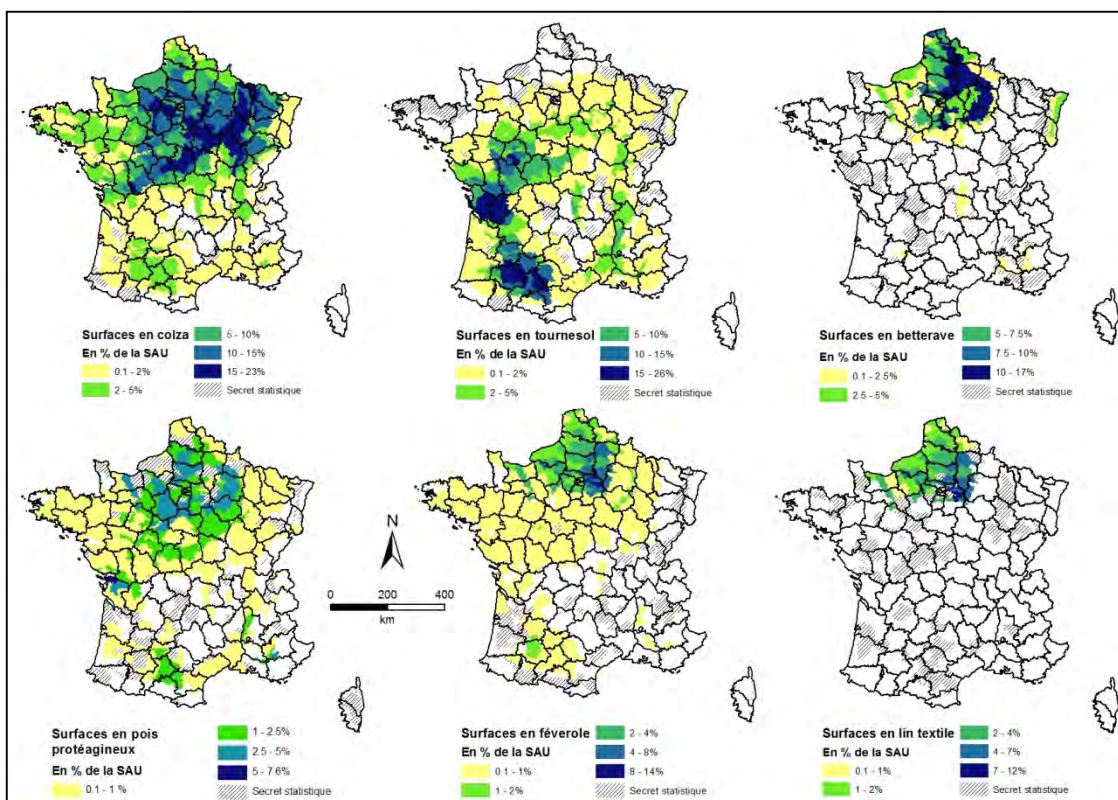 Surfaces en colza
En % de la SAU
0.1 - 2%
2 - 5%
5 - 10%
10 - 15%
15 - 23%
Secret statistique
Surfaces en tournesol
En % de la SAU
0.1 - 2%
2 - 5%
5 - 10%
10 - 15%
15 - 26%
Secret statistique
Surfaces en betterave
En % de la SAU
0.1 - 2.5%
2.5 - 5%
5 - 7.5%
7.5 - 10%
10 - 17%
Secret statistique
N
0 200 400
km
Surfaces en pois
protéagineux
En % de la SAU
0.1 - 1 %
1 - 2.5%
2.5 - 5%
5 - 7.6%
Secret statistique
Surfaces en féverole
En % de la SAU
0.1 - 1%
1 - 2%
2 - 4%
4 - 8%
8 - 14%
Secret statistique
Surfaces en lin textile
En % de la SAU
0.1 - 1%
1 - 2%
2 - 4%
4 - 7%
7 - 12%
Secret statistique